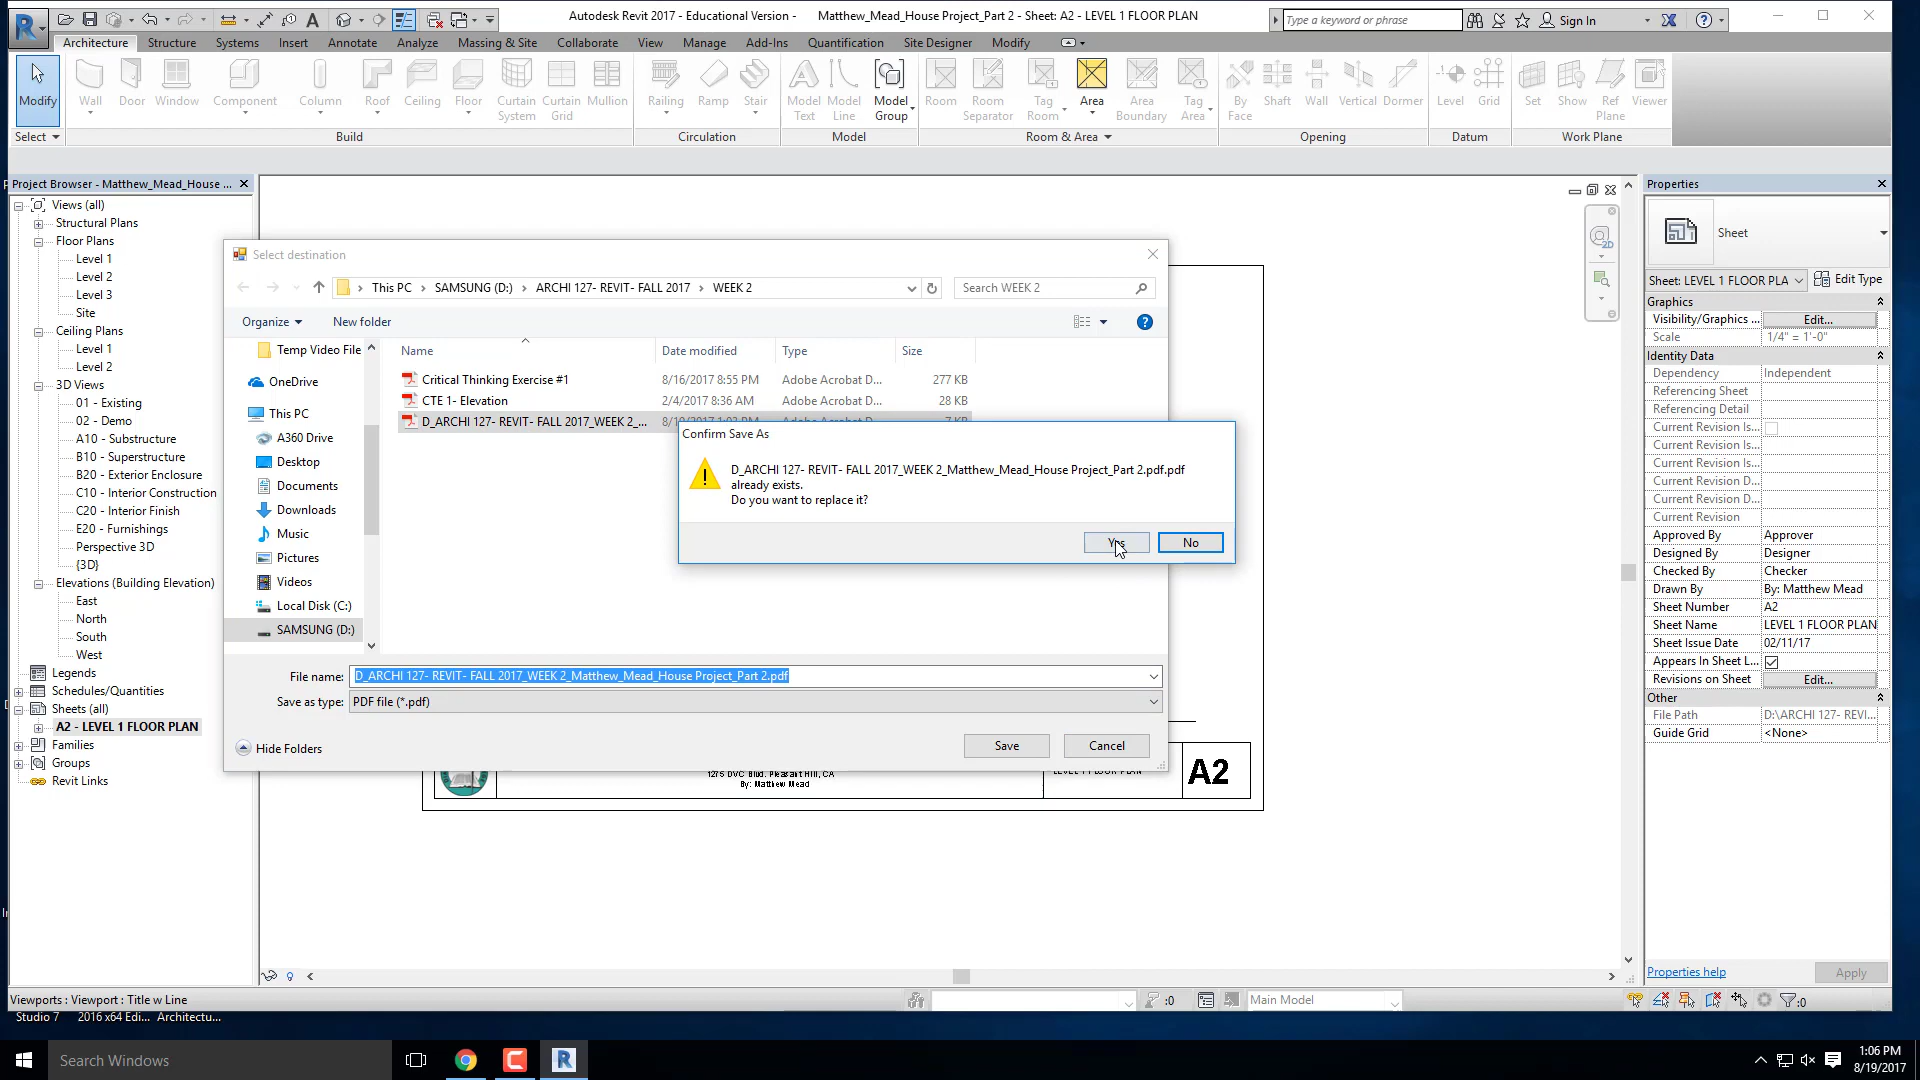 Autodesk Revit 2017 - Educational Version - Matthew_Mead_House Project_Part 2 - Sheet: A2 - LEVEL 1 FLOOR PLAN
Type a keyword or phrase
Sign In
Architecture Structure Systems Insert Annotate Analyze Massing & Site Collaborate View Manage Add-Ins Quantification Site Designer Modify
Modify Wall Door Window Component Column Roof Ceiling Floor Curtain System Curtain Grid Mullion Railing Ramp Stair Model Text Model Line Model Group Room Room Separator Tag Room Area Area Boundary Tag Area By Face Shaft Wall Vertical Dormer Level Grid Set Show Ref Plane Viewer
Select Build Circulation Model Room & Area Opening Datum Work Plane
Project Browser - Matthew_Mead_House ...
Views (all)
Structural Plans
Floor Plans
Level 1
Level 2
Level 3
Site
Ceiling Plans
Level 1
Level 2
3D Views
01 - Existing
02 - Demo
A10 - Substructure
B10 - Superstructure
B20 - Exterior Enclosure
C10 - Interior Construction
C20 - Interior Finish
E20 - Furnishings
Perspective 3D
{3D}
Elevations (Building Elevation)
East
North
South
West
Legends
Schedules/Quantities
Sheets (all)
A2 - LEVEL 1 FLOOR PLAN
Families
Groups
Revit Links
Select destination
This PC > SAMSUNG (D:) > ARCHI 127- REVIT- FALL 2017 > WEEK 2
Search WEEK 2
Organize
New folder
Temp Video File
OneDrive
This PC
A360 Drive
Desktop
Documents
Downloads
Music
Pictures
Videos
Local Disk (C:)
SAMSUNG (D:)
Name Date modified Type Size
Critical Thinking Exercise #1 8/16/2017 8:55 PM Adobe Acrobat D... 277 KB
CTE 1- Elevation 2/4/2017 8:36 AM Adobe Acrobat D... 28 KB
D_ARCHI 127- REVIT- FALL 2017_WEEK 2_...
Confirm Save As
D_ARCHI 127- REVIT- FALL 2017_WEEK 2_Matthew_Mead_House Project_Part 2.pdf.pdf
already exists.
Do you want to replace it?
Yes No
File name: D_ARCHI 127- REVIT- FALL 2017_WEEK 2_Matthew_Mead_House Project_Part 2.pdf
Save as type: PDF file (*.pdf)
Hide Folders
Save Cancel
1275 DVC Blvd. Pleasant Hill, CA
By: Matthew Mead
LEVEL 1 FLOOR PLAN
A2
Properties
Sheet
Sheet: LEVEL 1 FLOOR PLA
Edit Type
Graphics
Visibility/Graphics ... Edit...
Scale 1/4" = 1'-0"
Identity Data
Dependency Independent
Referencing Sheet
Referencing Detail
Current Revision Is...
Current Revision Is...
Current Revision Is...
Current Revision D...
Current Revision D...
Current Revision
Approved By Approver
Designed By Designer
Checked By Checker
Drawn By By: Matthew Mead
Sheet Number A2
Sheet Name LEVEL 1 FLOOR PLAN
Sheet Issue Date 02/11/17
Appears In Sheet L...
Revisions on Sheet Edit...
Other
File Path D:\ARCHI 127- REVI...
Guide Grid <None>
Properties help
Apply
Viewports : Viewport : Title w Line
:0
Main Model
:0
Studio 7 2016 x64 Edi... Architectu...
Search Windows
1:06 PM
8/19/2017